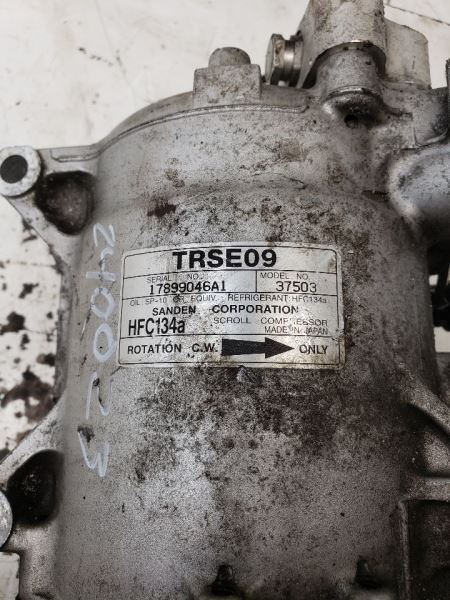 TRSE09
SERIAL NO. MODEL NO.
17899046A1 37503
OIL SP-10 OR EQUIV. REFRIGERANT:HFC134a
SANDEN CORPORATION
HFC134a SCROLL COMPRESSOR
MADE IN JAPAN
ROTATION C.W. ONLY
240023